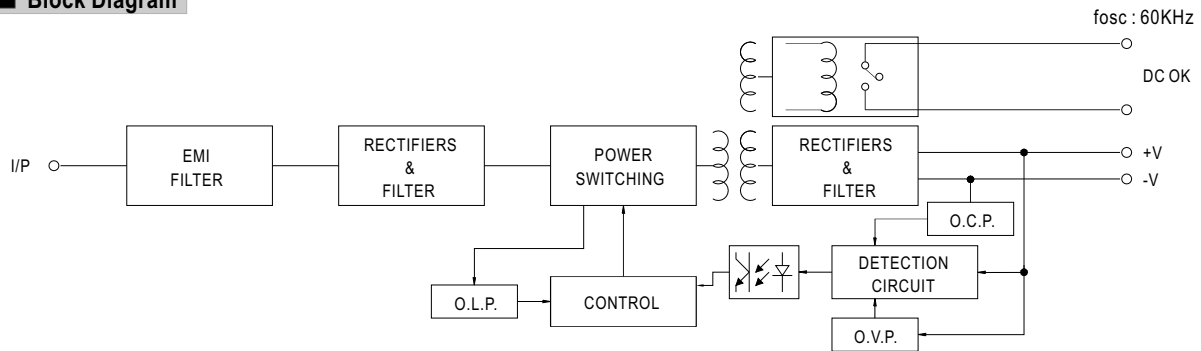 Block Diagram
fosc : 60KHz
DC OK
I/P
EMI
FILTER
RECTIFIERS
&
FILTER
POWER
SWITCHING
RECTIFIERS
&
FILTER
+V
-V
O.C.P.
DETECTION
CIRCUIT
O.L.P.
CONTROL
O.V.P.